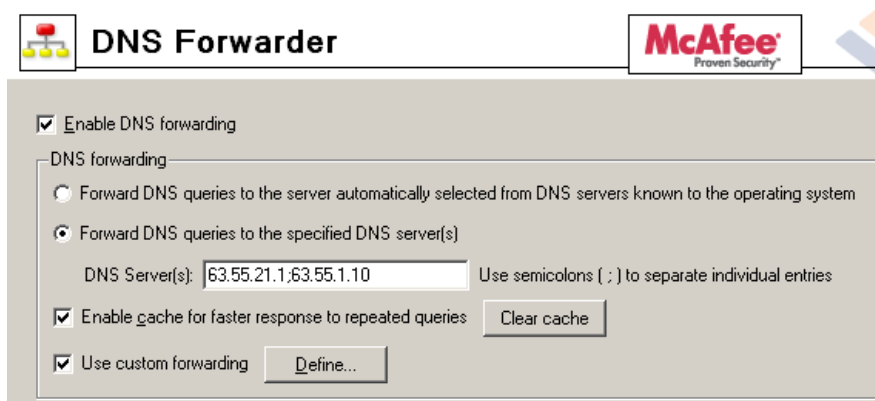 DNS Forwarder
McAfee®
Proven Security™
Enable DNS forwarding
DNS forwarding
Forward DNS queries to the server automatically selected from DNS servers known to the operating system
Forward DNS queries to the specified DNS server(s)
DNS Server(s): 63.55.21.1;63.55.1.10 Use semicolons ( ; ) to separate individual entries
Enable cache for faster response to repeated queries Clear cache
Use custom forwarding Define...